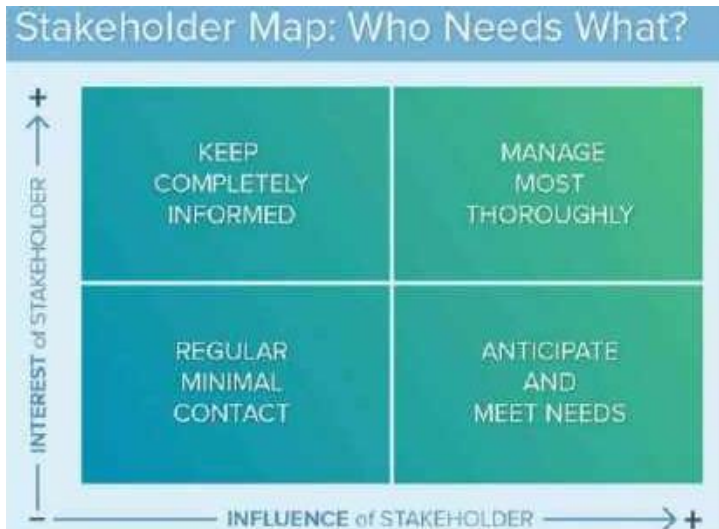 Stakeholder Map: Who Needs What?
+
INTEREST of STAKEHOLDER
KEEP
COMPLETELY
INFORMED
MANAGE
MOST
THOROUGHLY
REGULAR
MINIMAL
CONTACT
ANTICIPATE
AND
MEET NEEDS
–
INFLUENCE of STAKEHOLDER
+